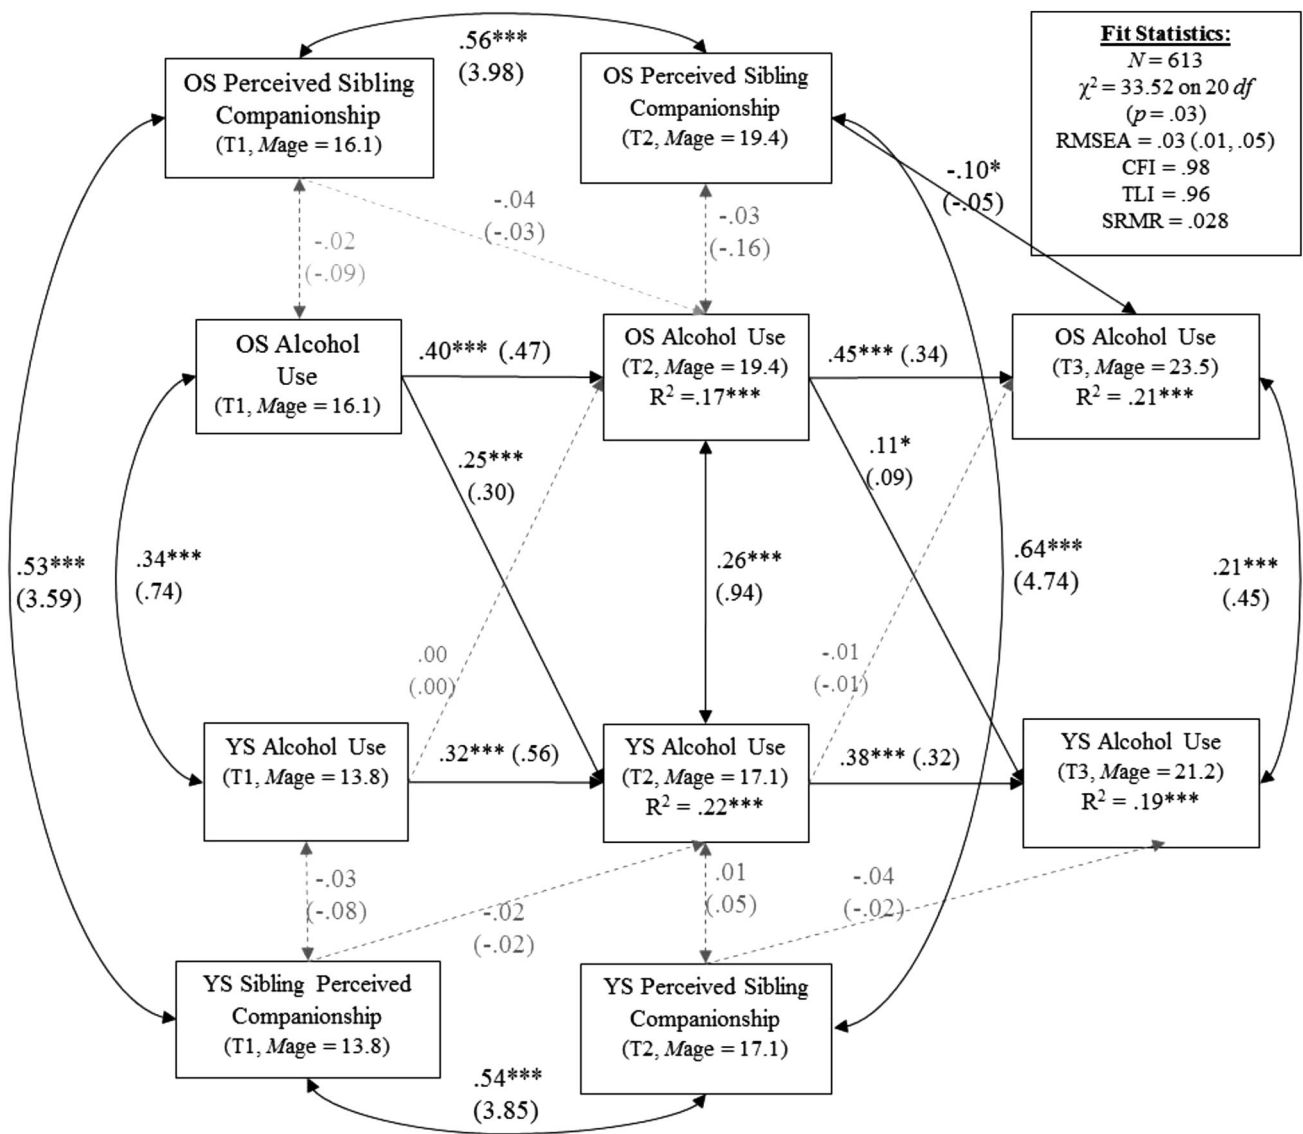 .56***
(3.98)
OS Perceived Sibling
Companionship
(T1, Mage = 16.1)
OS Perceived Sibling
Companionship
(T2, Mage = 19.4)
Fit Statistics:
N = 613
χ² = 33.52 on 20 df
(p = .03)
RMSEA = .03 (.01, .05)
CFI = .98
TLI = .96
SRMR = .028
-.10*
(-.05)
-.04
(-.03)
-.03
(-.16)
-.02
(-.09)
OS Alcohol
Use
(T1, Mage = 16.1)
.40*** (.47)
OS Alcohol Use
(T2, Mage = 19.4)
R² =.17***
.45*** (.34)
OS Alcohol Use
(T3, Mage = 23.5)
R² = .21***
.25***
(.30)
.11*
(.09)
.53***
(3.59)
.34***
(.74)
.26***
(.94)
.64***
(4.74)
.21***
(.45)
.00
(.00)
-.01
(-.01)
YS Alcohol Use
(T1, Mage = 13.8)
.32*** (.56)
YS Alcohol Use
(T2, Mage = 17.1)
R² = .22***
.38*** (.32)
YS Alcohol Use
(T3, Mage = 21.2)
R² = .19***
-.03
(-.08)
-.02
(-.02)
.01
(.05)
-.04
(-.02)
YS Sibling Perceived
Companionship
(T1, Mage = 13.8)
YS Perceived Sibling
Companionship
(T2, Mage = 17.1)
.54***
(3.85)